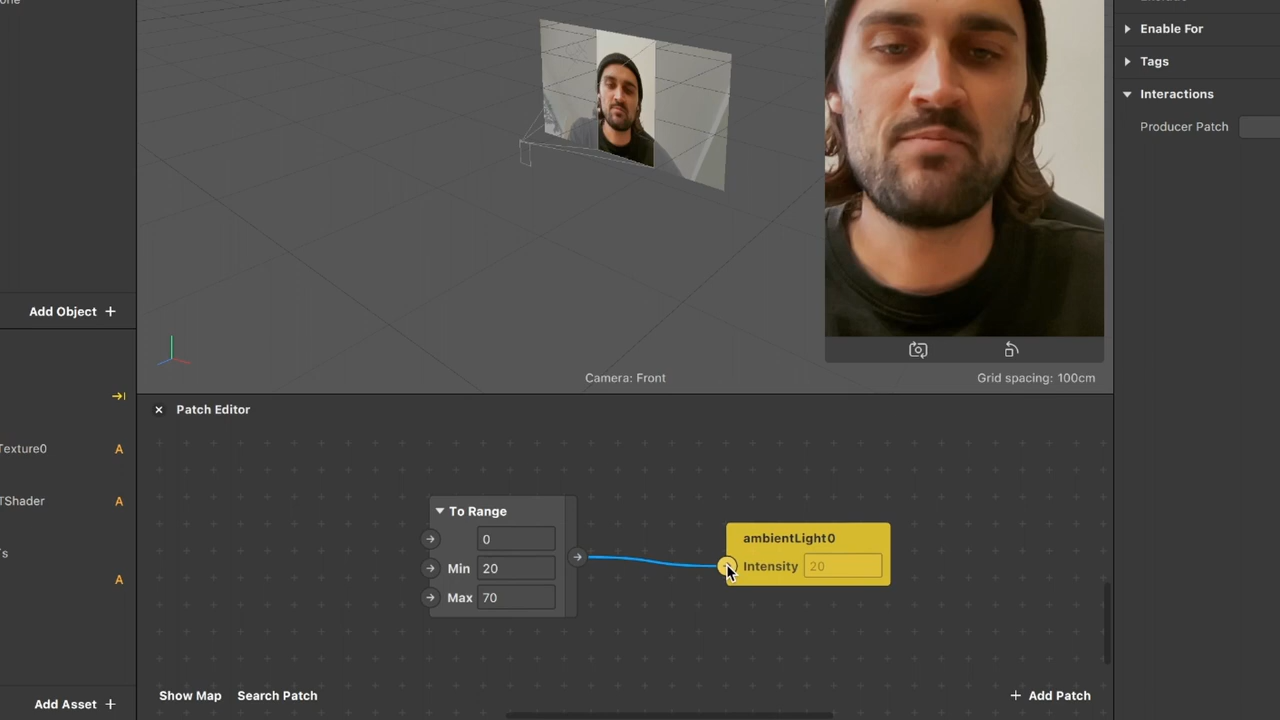 Enable For
Tags
Interactions
Producer Patch
Add Object +
Camera: Front
Grid spacing: 100cm
Patch Editor
Texture0 A
TShader A
A
To Range
0
Min 20
Max 70
ambientLight0
Intensity 20
Show Map Search Patch
+ Add Patch
Add Asset +